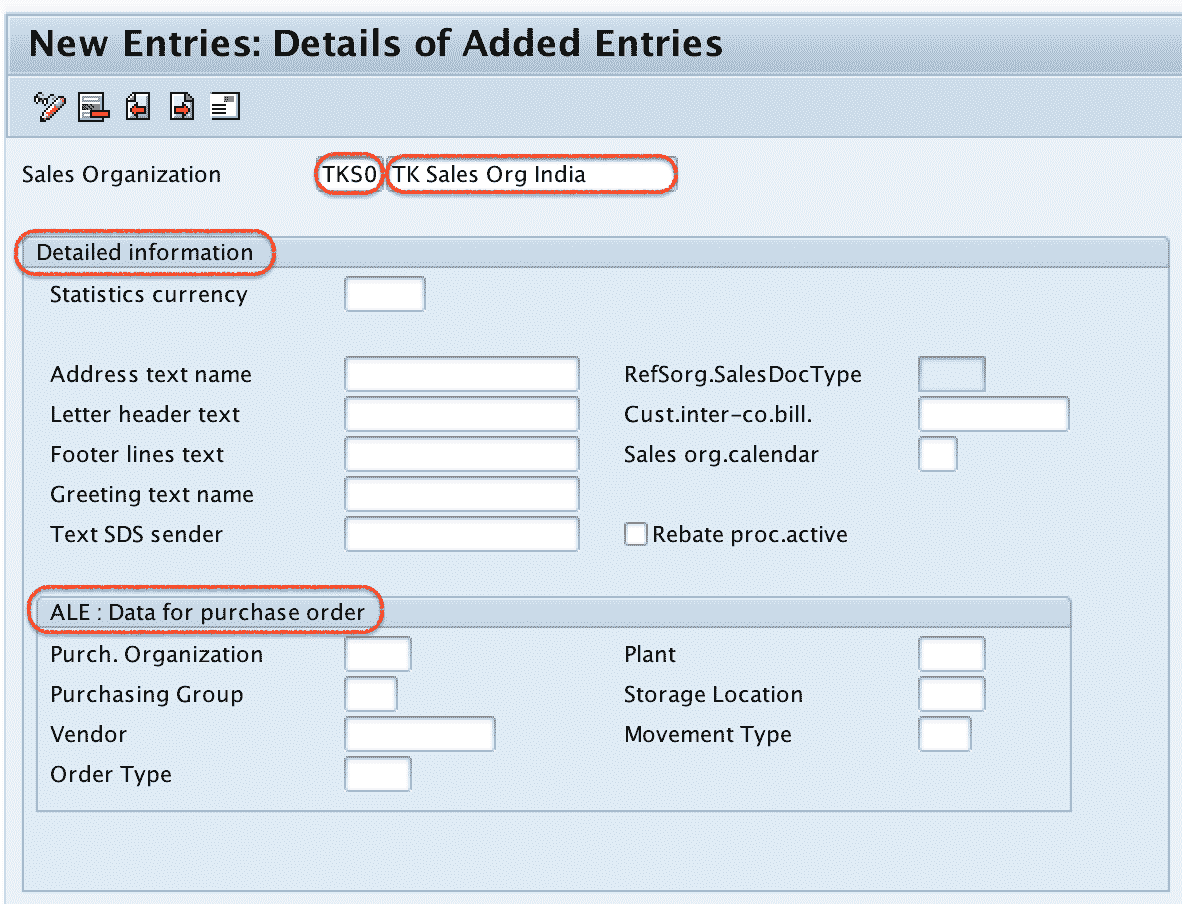 New Entries: Details of Added Entries
Sales Organization TKS0 TK Sales Org India
Detailed information
Statistics currency
Address text name RefSorg.SalesDocType
Letter header text Cust.inter-co.bill.
Footer lines text Sales org.calendar
Greeting text name
Text SDS sender Rebate proc.active
ALE : Data for purchase order
Purch. Organization Plant
Purchasing Group Storage Location
Vendor Movement Type
Order Type